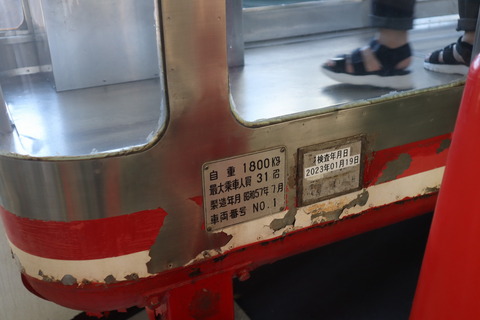 自重 1800Kg
最大乗車人員 31名
製造年月 昭和57年7月
車両番号 NO.1
検査年月日
2023年01月19日